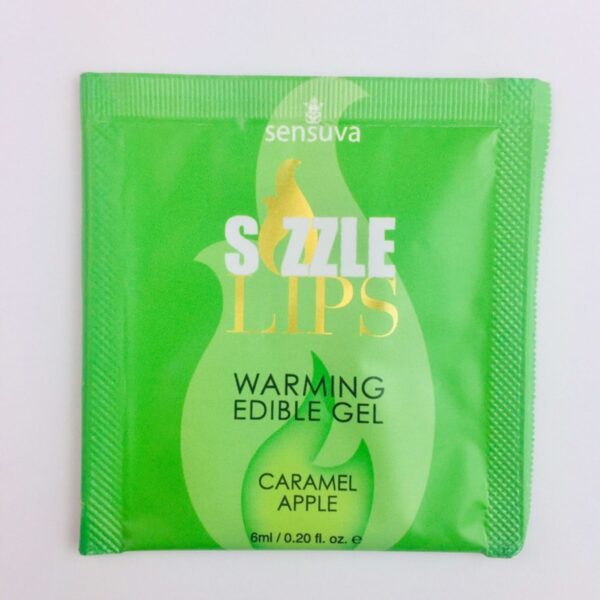 sensuva
SIZZLE
LIPS
WARMING
EDIBLE GEL
CARAMEL
APPLE
6ml / 0.20 fl. oz. e